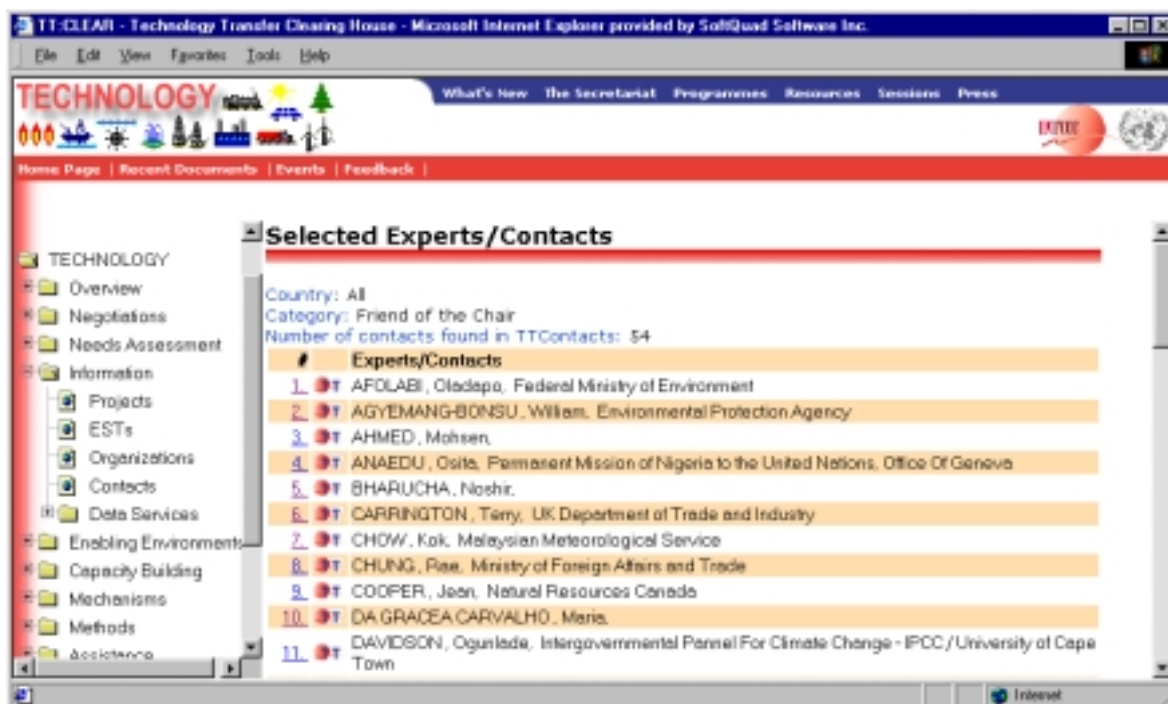 TT:CLEAR - Technology Transfer Clearing House - Microsoft Internet Explorer provided by SoftQuad Software Inc.
File Edit View Favorites Tools Help
TECHNOLOGY
What's New The Secretariat Programmes Resources Sessions Press
Home Page | Recent Documents | Events | Feedback |
TECHNOLOGY
Overview
Negotiations
Needs Assessment
Information
Projects
ESTs
Organizations
Contacts
Data Services
Enabling Environments
Capacity Building
Mechanisms
Methods
Assistance
Selected Experts/Contacts
Country: All
Category: Friend of the Chair
Number of contacts found in TTContacts: 54
# Experts/Contacts
1. T AFOLABI, Oladapo, Federal Ministry of Environment
2. T AGYEMANG-BONSU, William, Environmental Protection Agency
3. T AHMED, Mohsen,
4. T ANAEDU, Osita, Permanent Mission of Nigeria to the United Nations, Office Of Geneva
5. T BHARUCHA, Noshir,
6. T CARRINGTON, Terry, UK Department of Trade and Industry
7. T CHOW, Kok, Malaysian Meteorological Service
8. T CHUNG, Rae, Ministry of Foreign Affairs and Trade
9. T COOPER, Jean, Natural Resources Canada
10. T DA GRACEA CARVALHO, Maria,
11. T DAVIDSON, Ogunlade, Intergovernmental Pannel For Climate Change - IPCC / University of Cape
Town
Internet